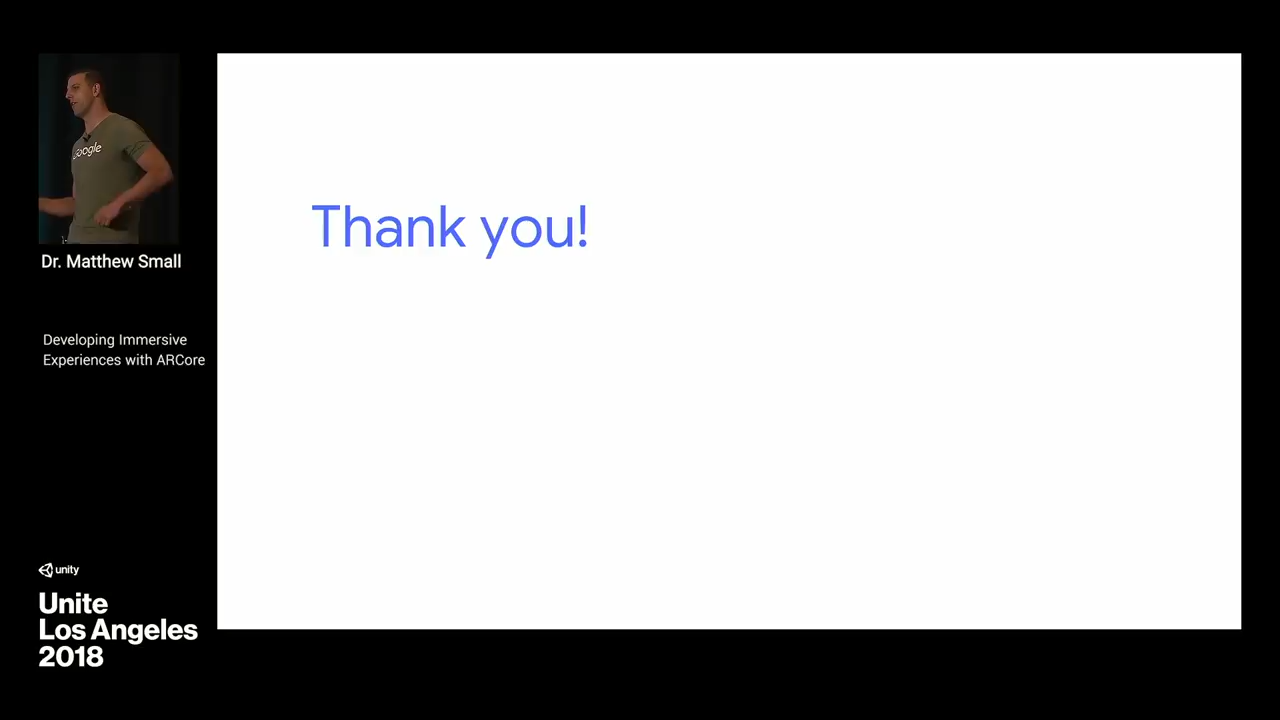 Google
Dr. Matthew Small
Developing Immersive
Experiences with ARCore
unity
Unite
Los Angeles
2018
Thank you!